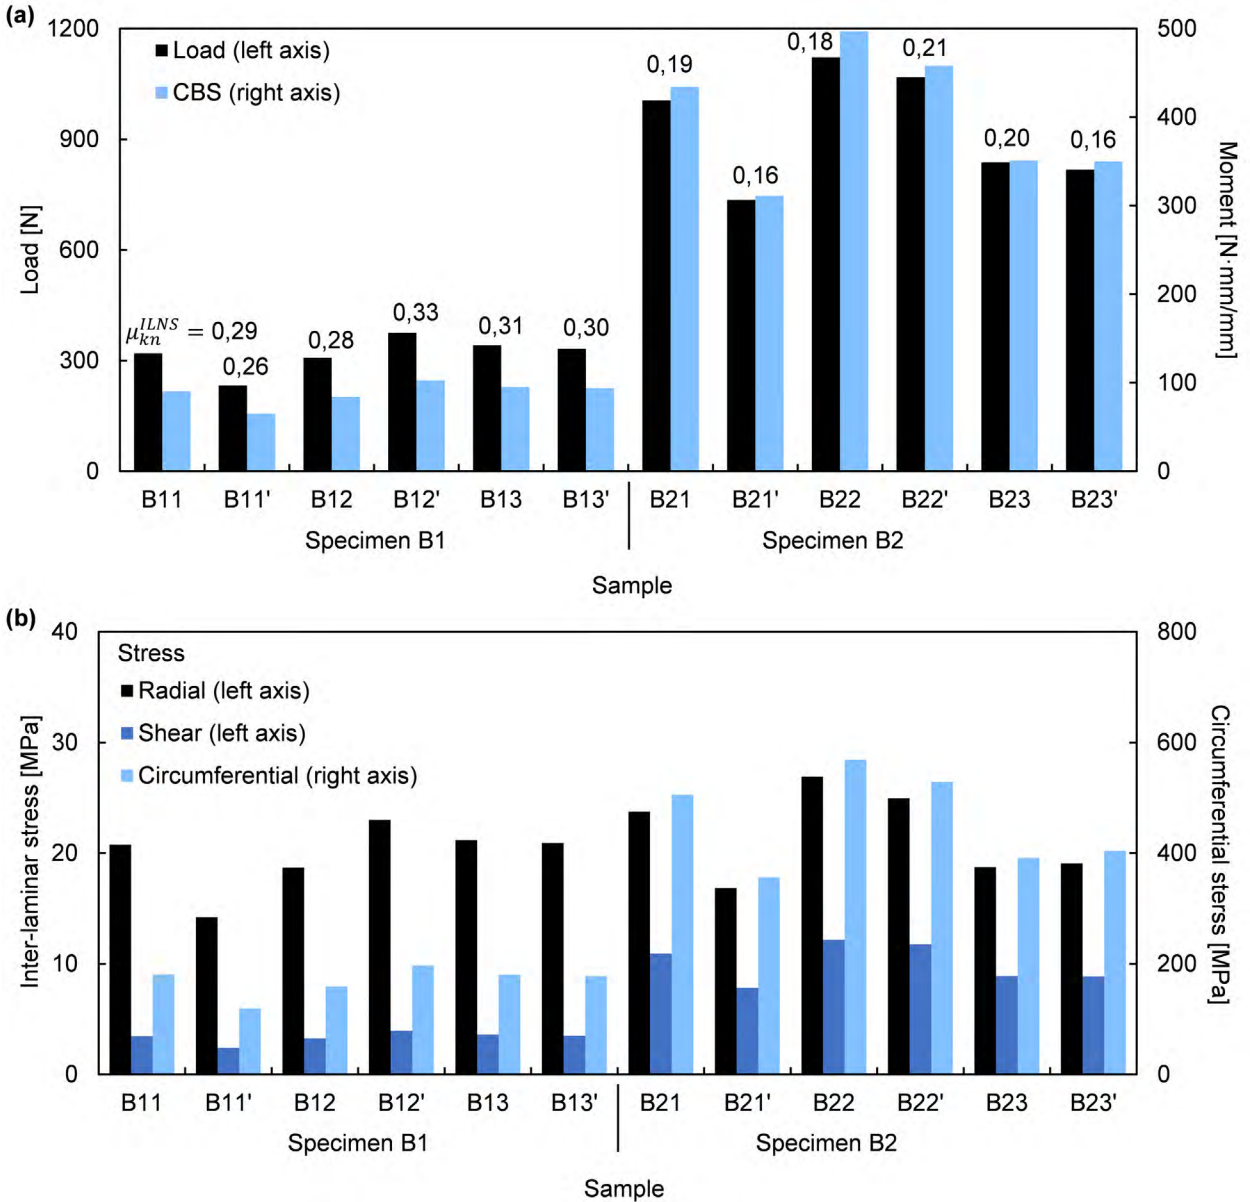 (a)
1200
900
600
300
0
Load [N]
Load (left axis)
CBS (right axis)
500
400
300
200
100
0
Moment [N·mm/mm]
μ_{kn}^{ILNS} = 0,29
0,26
0,28
0,33
0,31
0,30
0,19
0,16
0,18
0,21
0,20
0,16
B11 B11' B12 B12' B13 B13' B21 B21' B22 B22' B23 B23'
Specimen B1 Specimen B2
Sample
(b)
40
30
20
10
0
Inter-laminar stress [MPa]
Stress
Radial (left axis)
Shear (left axis)
Circumferential (right axis)
800
600
400
200
0
Circumferential sterss [MPa]
B11 B11' B12 B12' B13 B13' B21 B21' B22 B22' B23 B23'
Specimen B1 Specimen B2
Sample